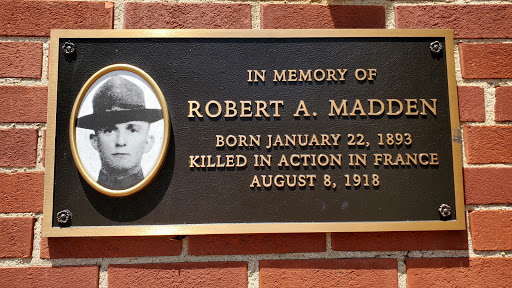 IN MEMORY OF
ROBERT A. MADDEN
BORN JANUARY 22, 1893
KILLED IN ACTION IN FRANCE
AUGUST 8, 1918